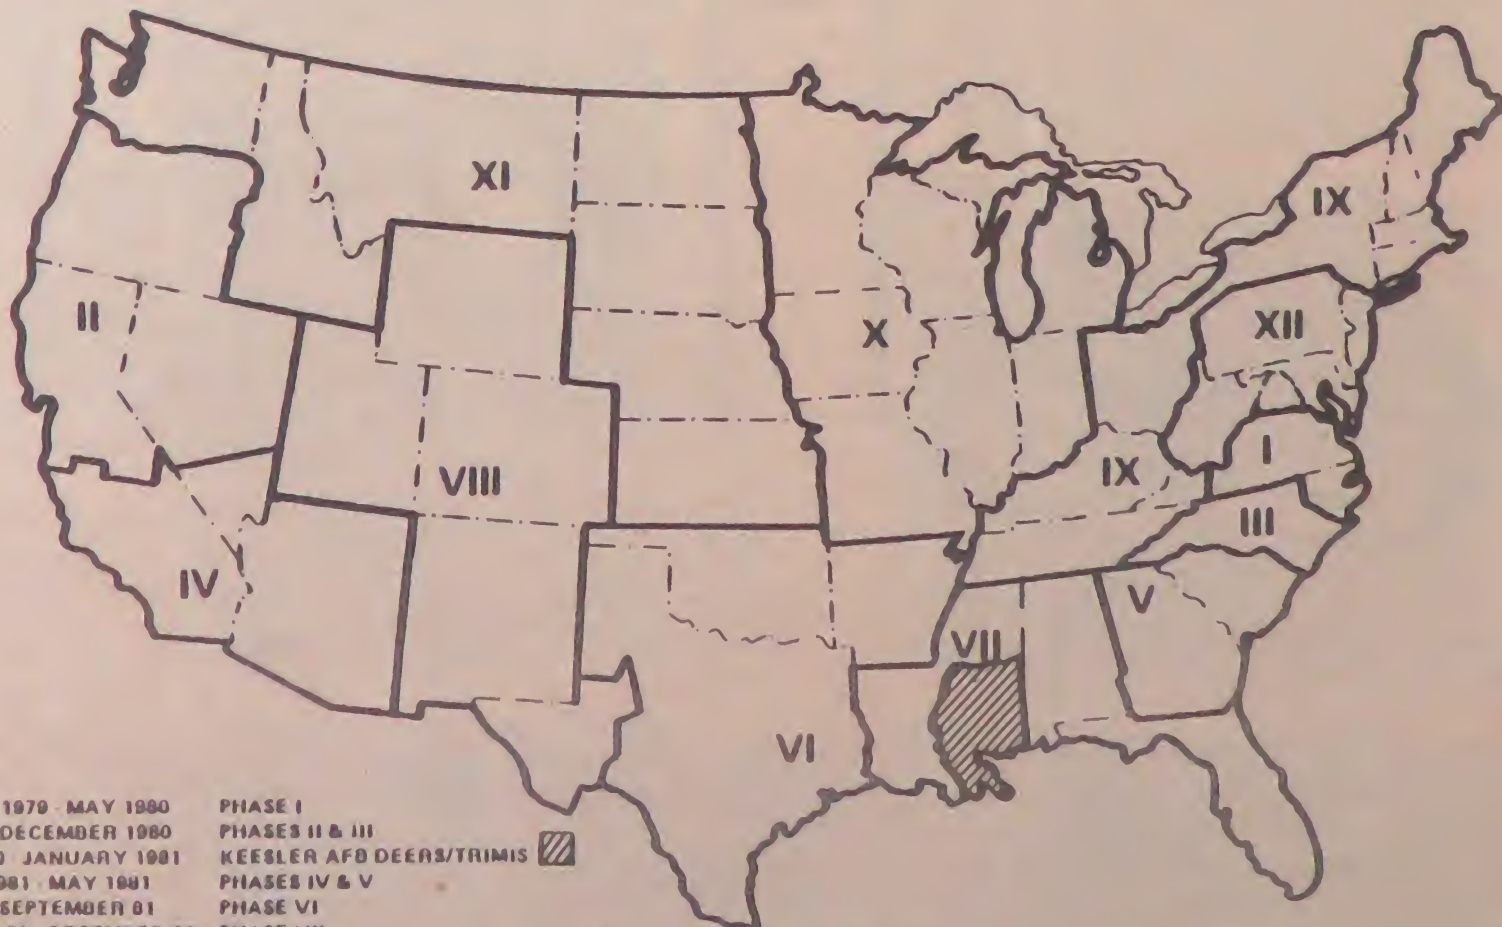 XI
IX
II
X
XII
VIII
IX
I
III
IV
V
VII
VI
1979 - MAY 1980 PHASE I
DECEMBER 1980 PHASES II & III
JANUARY 1981 KEESLER AFB DEERS/TRIMIS
981 - MAY 1981 PHASES IV & V
SEPTEMBER 81 PHASE VI